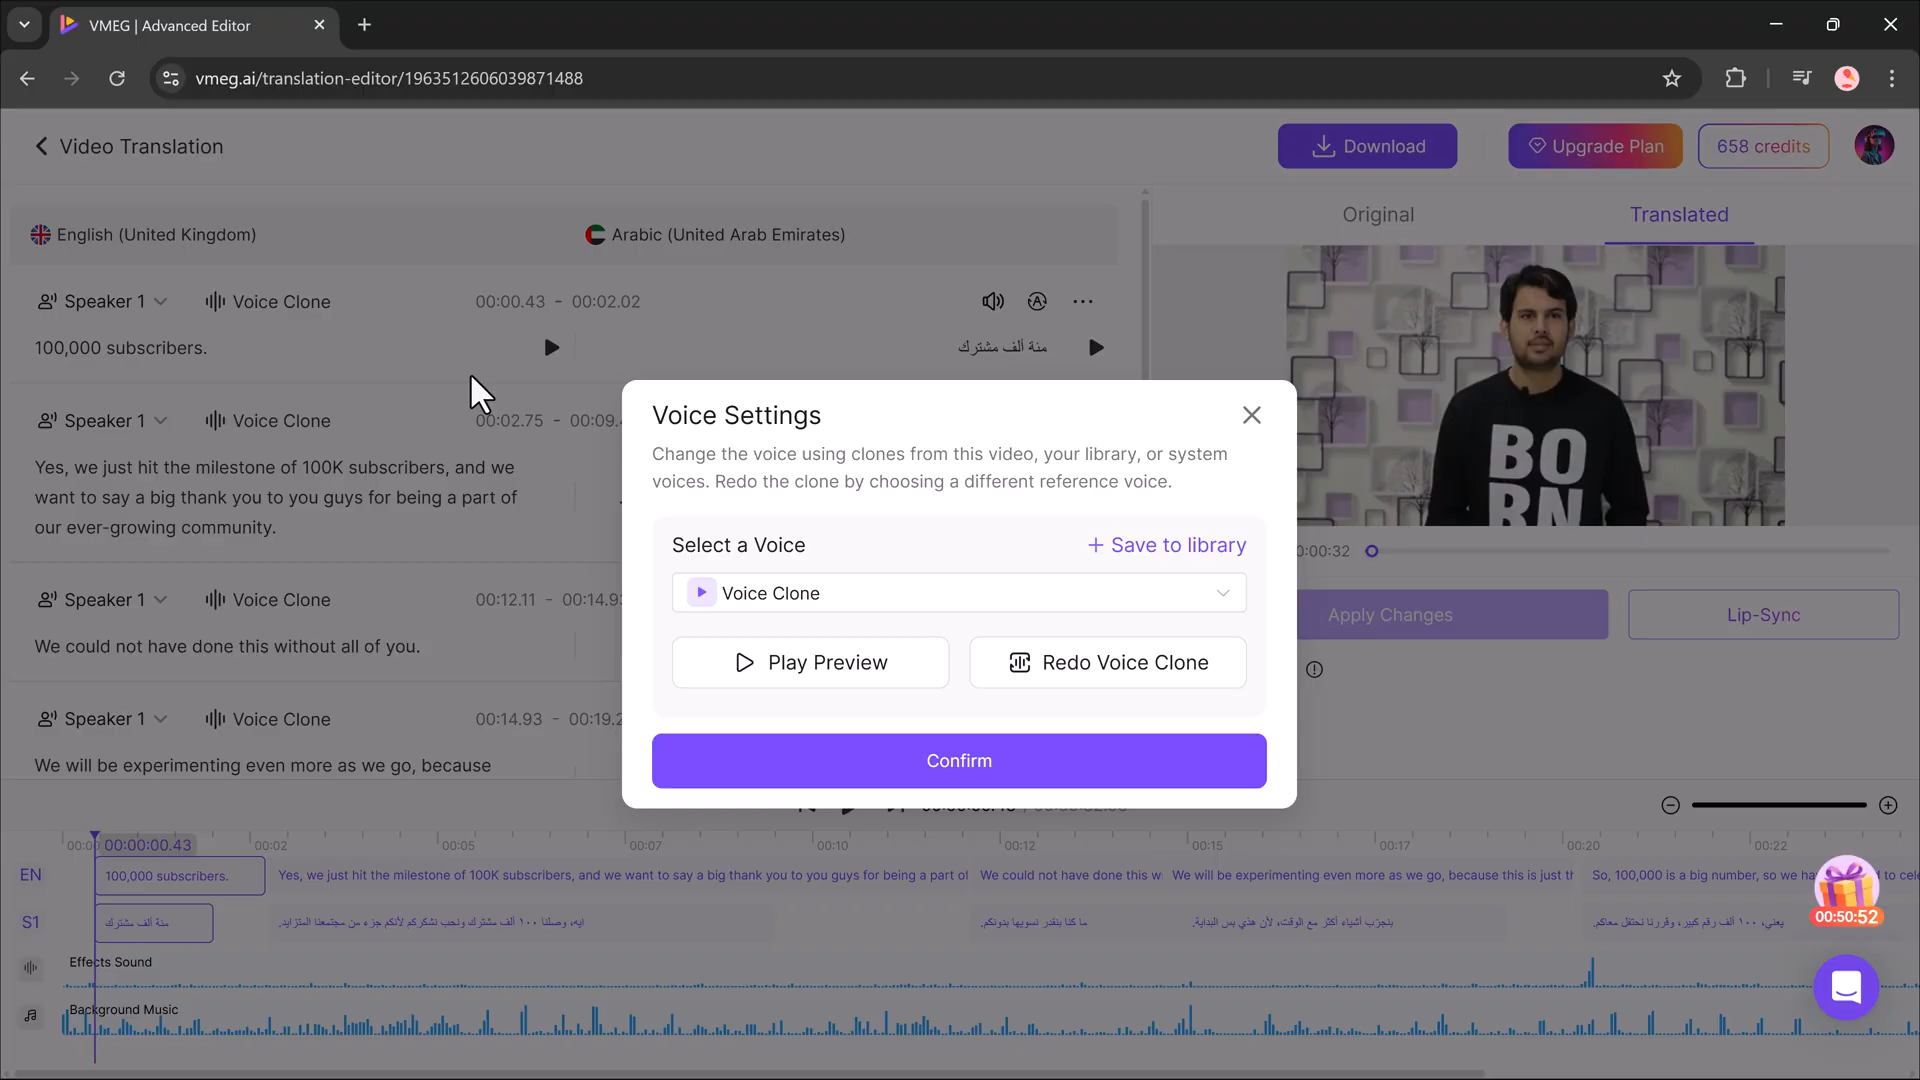 VMEG | Advanced Editor
vmeg.ai/translation-editor/1963512606039871488
Video Translation
Download
Upgrade Plan
658 credits
English (United Kingdom)
Arabic (United Arab Emirates)
Original
Translated
Speaker 1
Voice Clone
00:00.43 - 00:02.02
100,000 subscribers.
مئة ألف مشترك
Speaker 1
Voice Clone
00:02.75 - 00:09.
Yes, we just hit the milestone of 100K subscribers, and we
want to say a big thank you to you guys for being a part of
our ever-growing community.
Speaker 1
Voice Clone
00:12.11 - 00:14.93
We could not have done this without all of you.
Speaker 1
Voice Clone
00:14.93 - 00:19.2
We will be experimenting even more as we go, because
Voice Settings
Change the voice using clones from this video, your library, or system
voices. Redo the clone by choosing a different reference voice.
Select a Voice
+ Save to library
Voice Clone
Play Preview
Redo Voice Clone
Confirm
BO
RN
0:00:32
Apply Changes
Lip-Sync
00:00
00:00:00.43
00:02
00:05
00:07
00:10
00:12
00:15
00:17
00:20
00:22
EN
100,000 subscribers.
Yes, we just hit the milestone of 100K subscribers, and we want to say a big thank you to you guys for being a part of
We could not have done this w
We will be experimenting even more as we go, because this is just th
So, 100,000 is a big number, so we ha
d to cele
S1
مئة ألف مشترك
ايه، وصلنا ١٠٠ ألف مشترك ونحب نشكركم لأنكم جزء من مجتمعنا المتزايد.
ما كنا بنقدر نسويها بدونكم.
بنجرّب أشياء أكثر مع الوقت، لأن هذي بس البداية.
يعني، ١٠٠ ألف رقم كبير، وقررنا نحتفل معاكم.
00:50:52
Effects Sound
Background Music